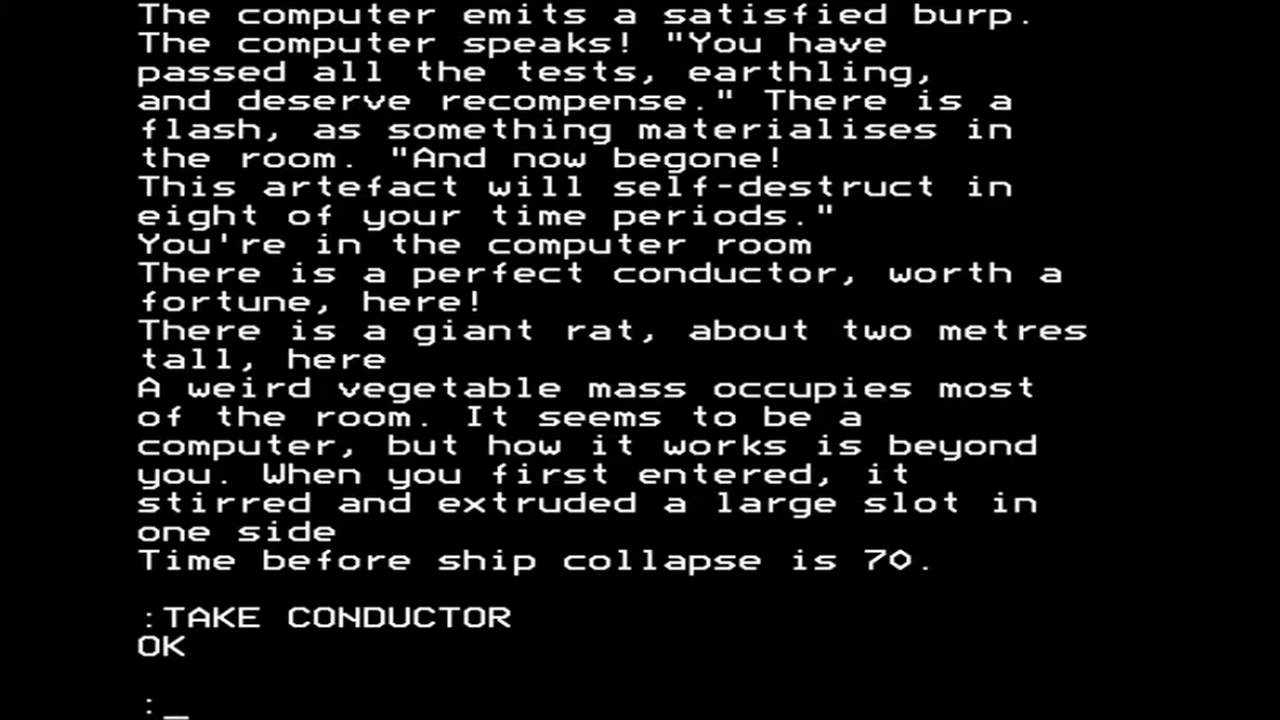 The computer emits a satisfied burp.
The computer speaks! "You have
passed all the tests, earthling,
and deserve recompense." There is a
flash, as something materialises in
the room. "And now begone!
This artefact will self-destruct in
eight of your time periods."
You're in the computer room
There is a perfect conductor, worth a
fortune, here!
There is a giant rat, about two metres
tall, here
A weird vegetable mass occupies most
of the room. It seems to be a
computer, but how it works is beyond
you. When you first entered, it
stirred and extruded a large slot in
one side
Time before ship collapse is 70.
:TAKE CONDUCTOR
OK
:_